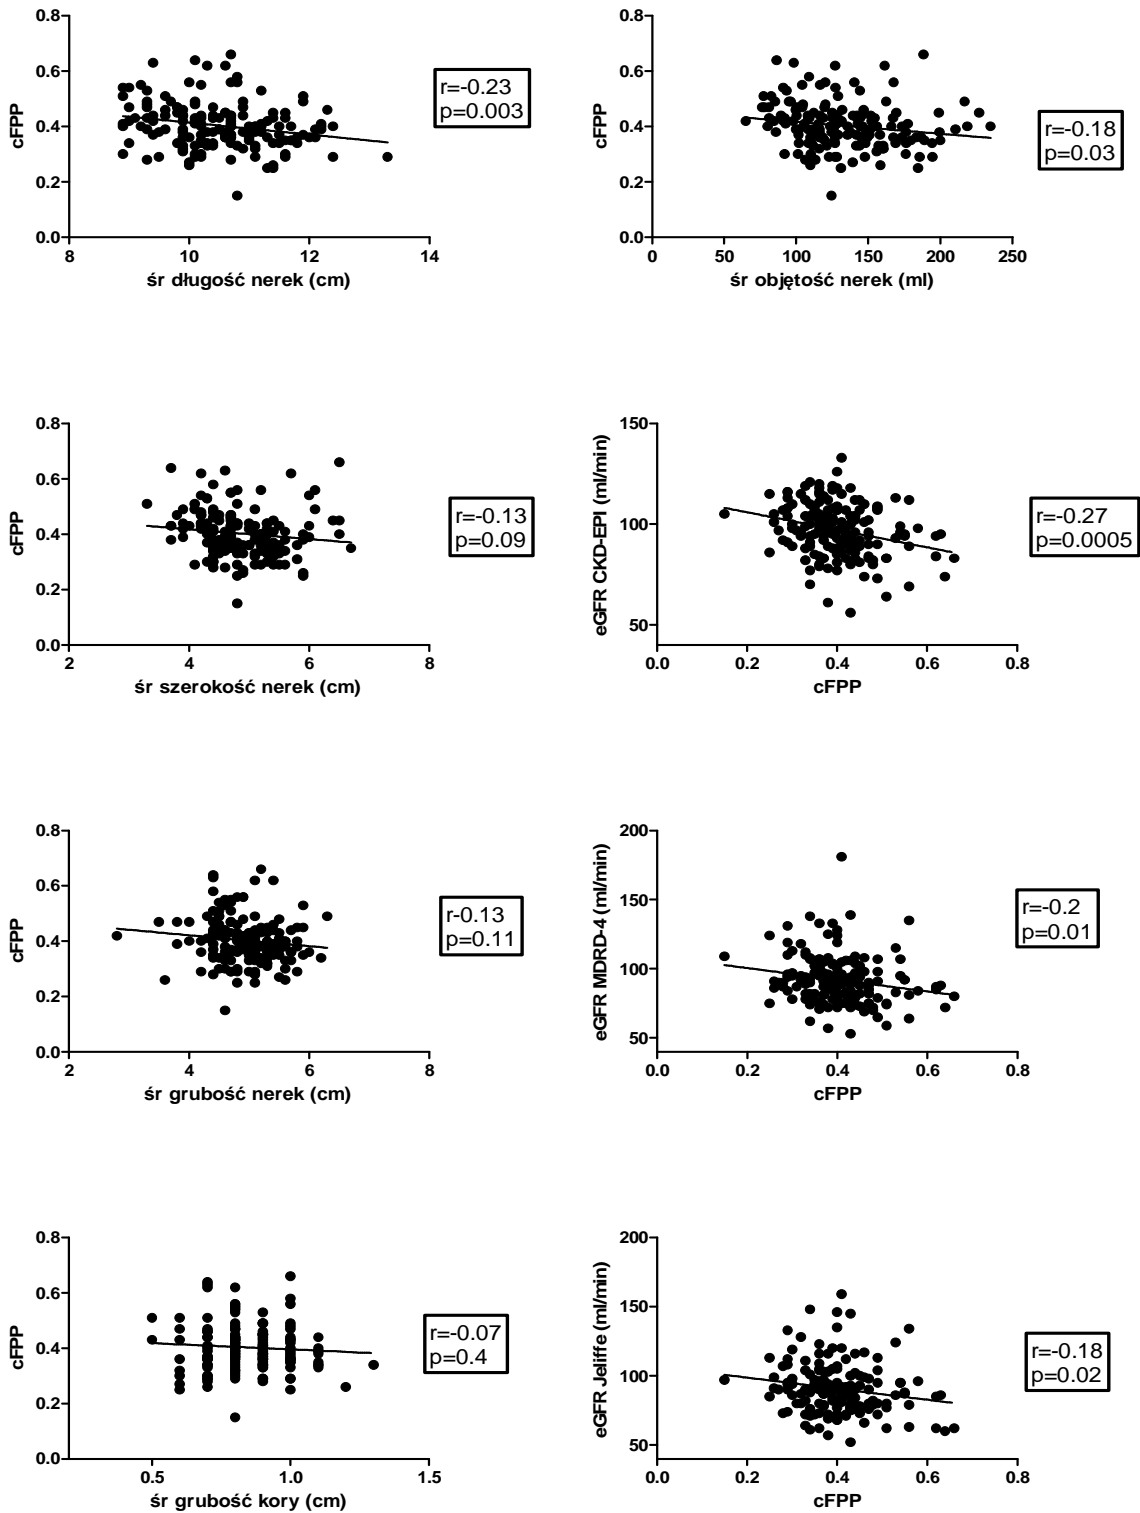 0.8
0.6
0.4
0.2
0.0
cFPP
8 10 12 14
śr długość nerek (cm)
r=-0.23
p=0.003
0.8
0.6
0.4
0.2
0.0
cFPP
0 50 100 150 200 250
śr objętość nerek (ml)
r=-0.18
p=0.03
0.8
0.6
0.4
0.2
0.0
cFPP
2 4 6 8
śr szerokość nerek (cm)
r=-0.13
p=0.09
150
100
50
eGFR CKD-EPI (ml/min)
0.0 0.2 0.4 0.6 0.8
cFPP
r=-0.27
p=0.0005
0.8
0.6
0.4
0.2
0.0
cFPP
2 4 6 8
śr grubość nerek (cm)
r-0.13
p=0.11
200
150
100
50
eGFR MDRD-4 (ml/min)
0.0 0.2 0.4 0.6 0.8
cFPP
r=-0.2
p=0.01
0.8
0.6
0.4
0.2
0.0
cFPP
0.5 1.0 1.5
śr grubość kory (cm)
r=-0.07
p=0.4
200
150
100
50
eGFR Jeliffe (ml/min)
0.0 0.2 0.4 0.6 0.8
cFPP
r=-0.18
p=0.02